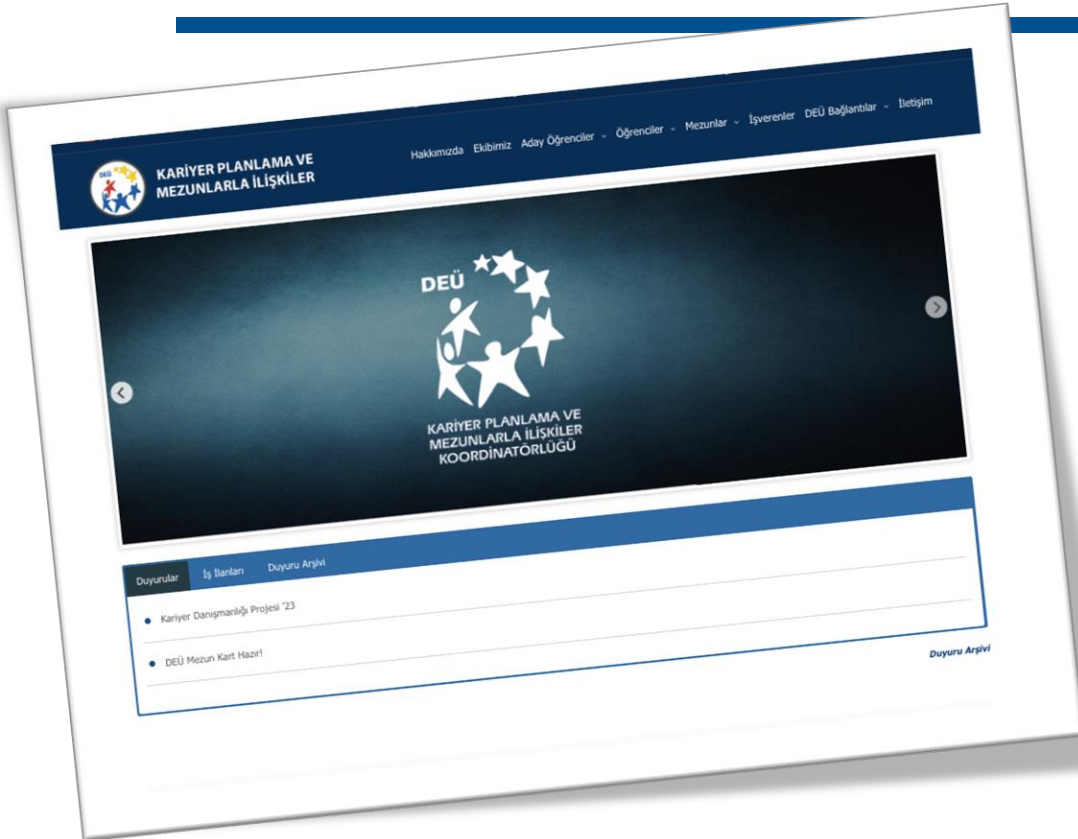 DEÜ
KARİYER PLANLAMA VE
MEZUNLARLA İLİŞKİLER
Hakkımızda Ekibimiz Aday Öğrenciler Öğrenciler Mezunlar İşverenler DEÜ Bağlantılar İletişim
DEÜ
KARİYER PLANLAMA VE
MEZUNLARLA İLİŞKİLER
KOORDİNATÖRLÜĞÜ
Duyurular İş İlanları Duyuru Arşivi
Kariyer Danışmanlığı Projesi '23
DEÜ Mezun Kart Hazır!
Duyuru Arşivi